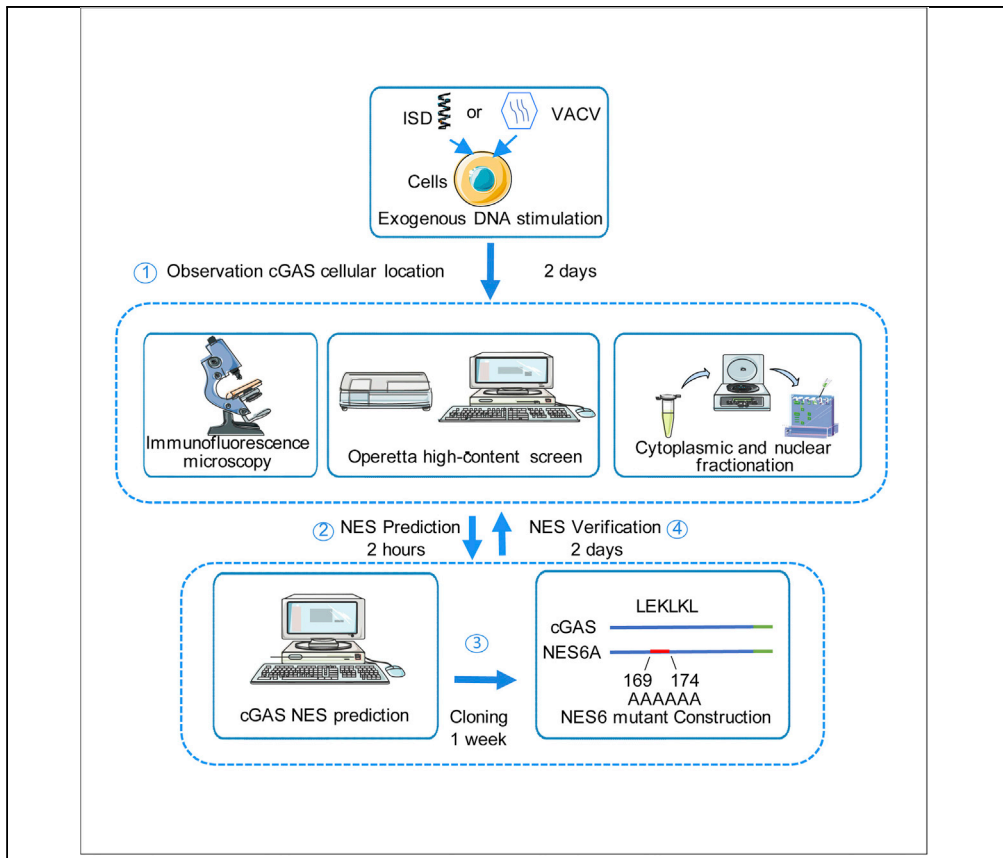 ISD or VACV
Cells
Exogenous DNA stimulation
1 Observation cGAS cellular location 2 days
Immunofluorescence
microscopy
Operetta high-content screen
Cytoplasmic and nuclear
fractionation
2 NES Prediction
2 hours
NES Verification 4
2 days
cGAS NES prediction
3
Cloning
1 week
LEKLKL
cGAS
NES6A
169 174
AAAAAA
NES6 mutant Construction